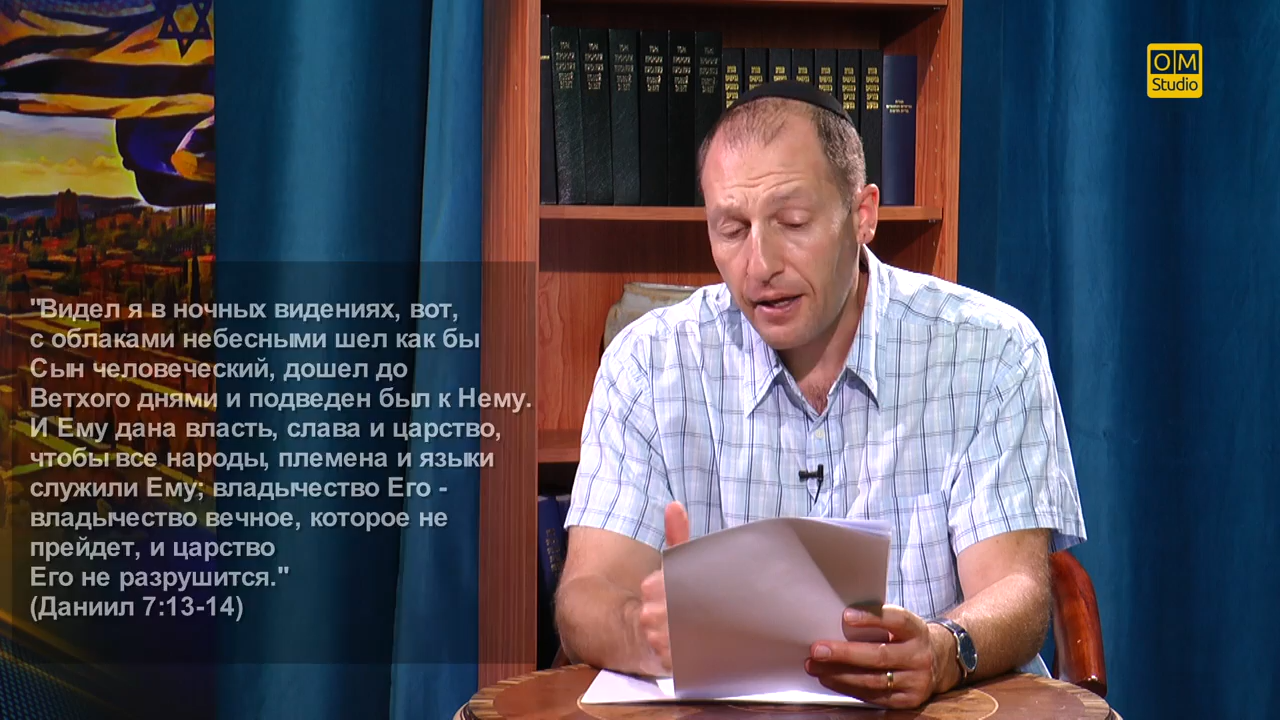 OM
Studio
"Видел я в ночных видениях, вот,
с облаками небесными шел как бы
Сын человеческий, дошел до
Ветхого днями и подведен был к Нему.
И Ему дана власть, слава и царство,
чтобы все народы, племена и языки
служили Ему; владычество Его -
владычество вечное, которое не
прейдет, и царство
Его не разрушится."
(Даниил 7:13-14)